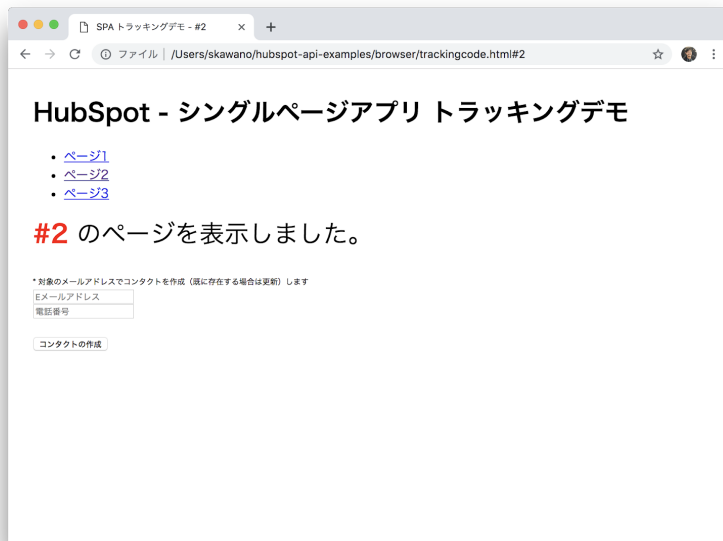 SPA トラッキングデモ - #2
ファイル | /Users/skawano/hubspot-api-examples/browser/trackingcode.html#2
HubSpot - シングルページアプリ トラッキングデモ
• ページ1
• ページ2
• ページ3
#2 のページを表示しました。
* 対象のメールアドレスでコンタクトを作成（既に存在する場合は更新）します
Eメールアドレス
電話番号
コンタクトの作成